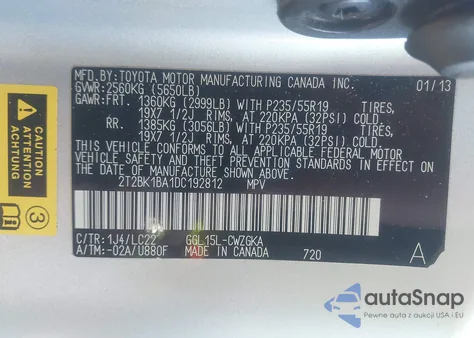 MFD.BY: TOYOTA MOTOR MANUFACTURING CANADA INC. 01/13
GVWR:2560KG (5650LB)
GAWR:FRT. 1360KG (2999LB) WITH P235/55R19 TIRES,
19X7 1/2J RIMS, AT 220KPA (32PSI) COLD.
RR. 1385KG (3056LB) WITH P235/55R19 TIRES,
19X7 1/2J RIMS, AT 220KPA (32PSI) COLD.
THIS VEHICLE CONFORMS TO ALL APPLICABLE FEDERAL MOTOR
VEHICLE SAFETY AND BUMPER STANDARDS IN EFFECT ON
THE DATE OF MANUFACTURE SHOWN ABOVE.
2T2BK1BA1DC192812 MPV
C/TR:1J4/LC22 GGL15L-CWZGKA
A/TM:-02A/U880F MADE IN CANADA 720 A
3
autoSnap
Pewne auta z aukcji USA i EU